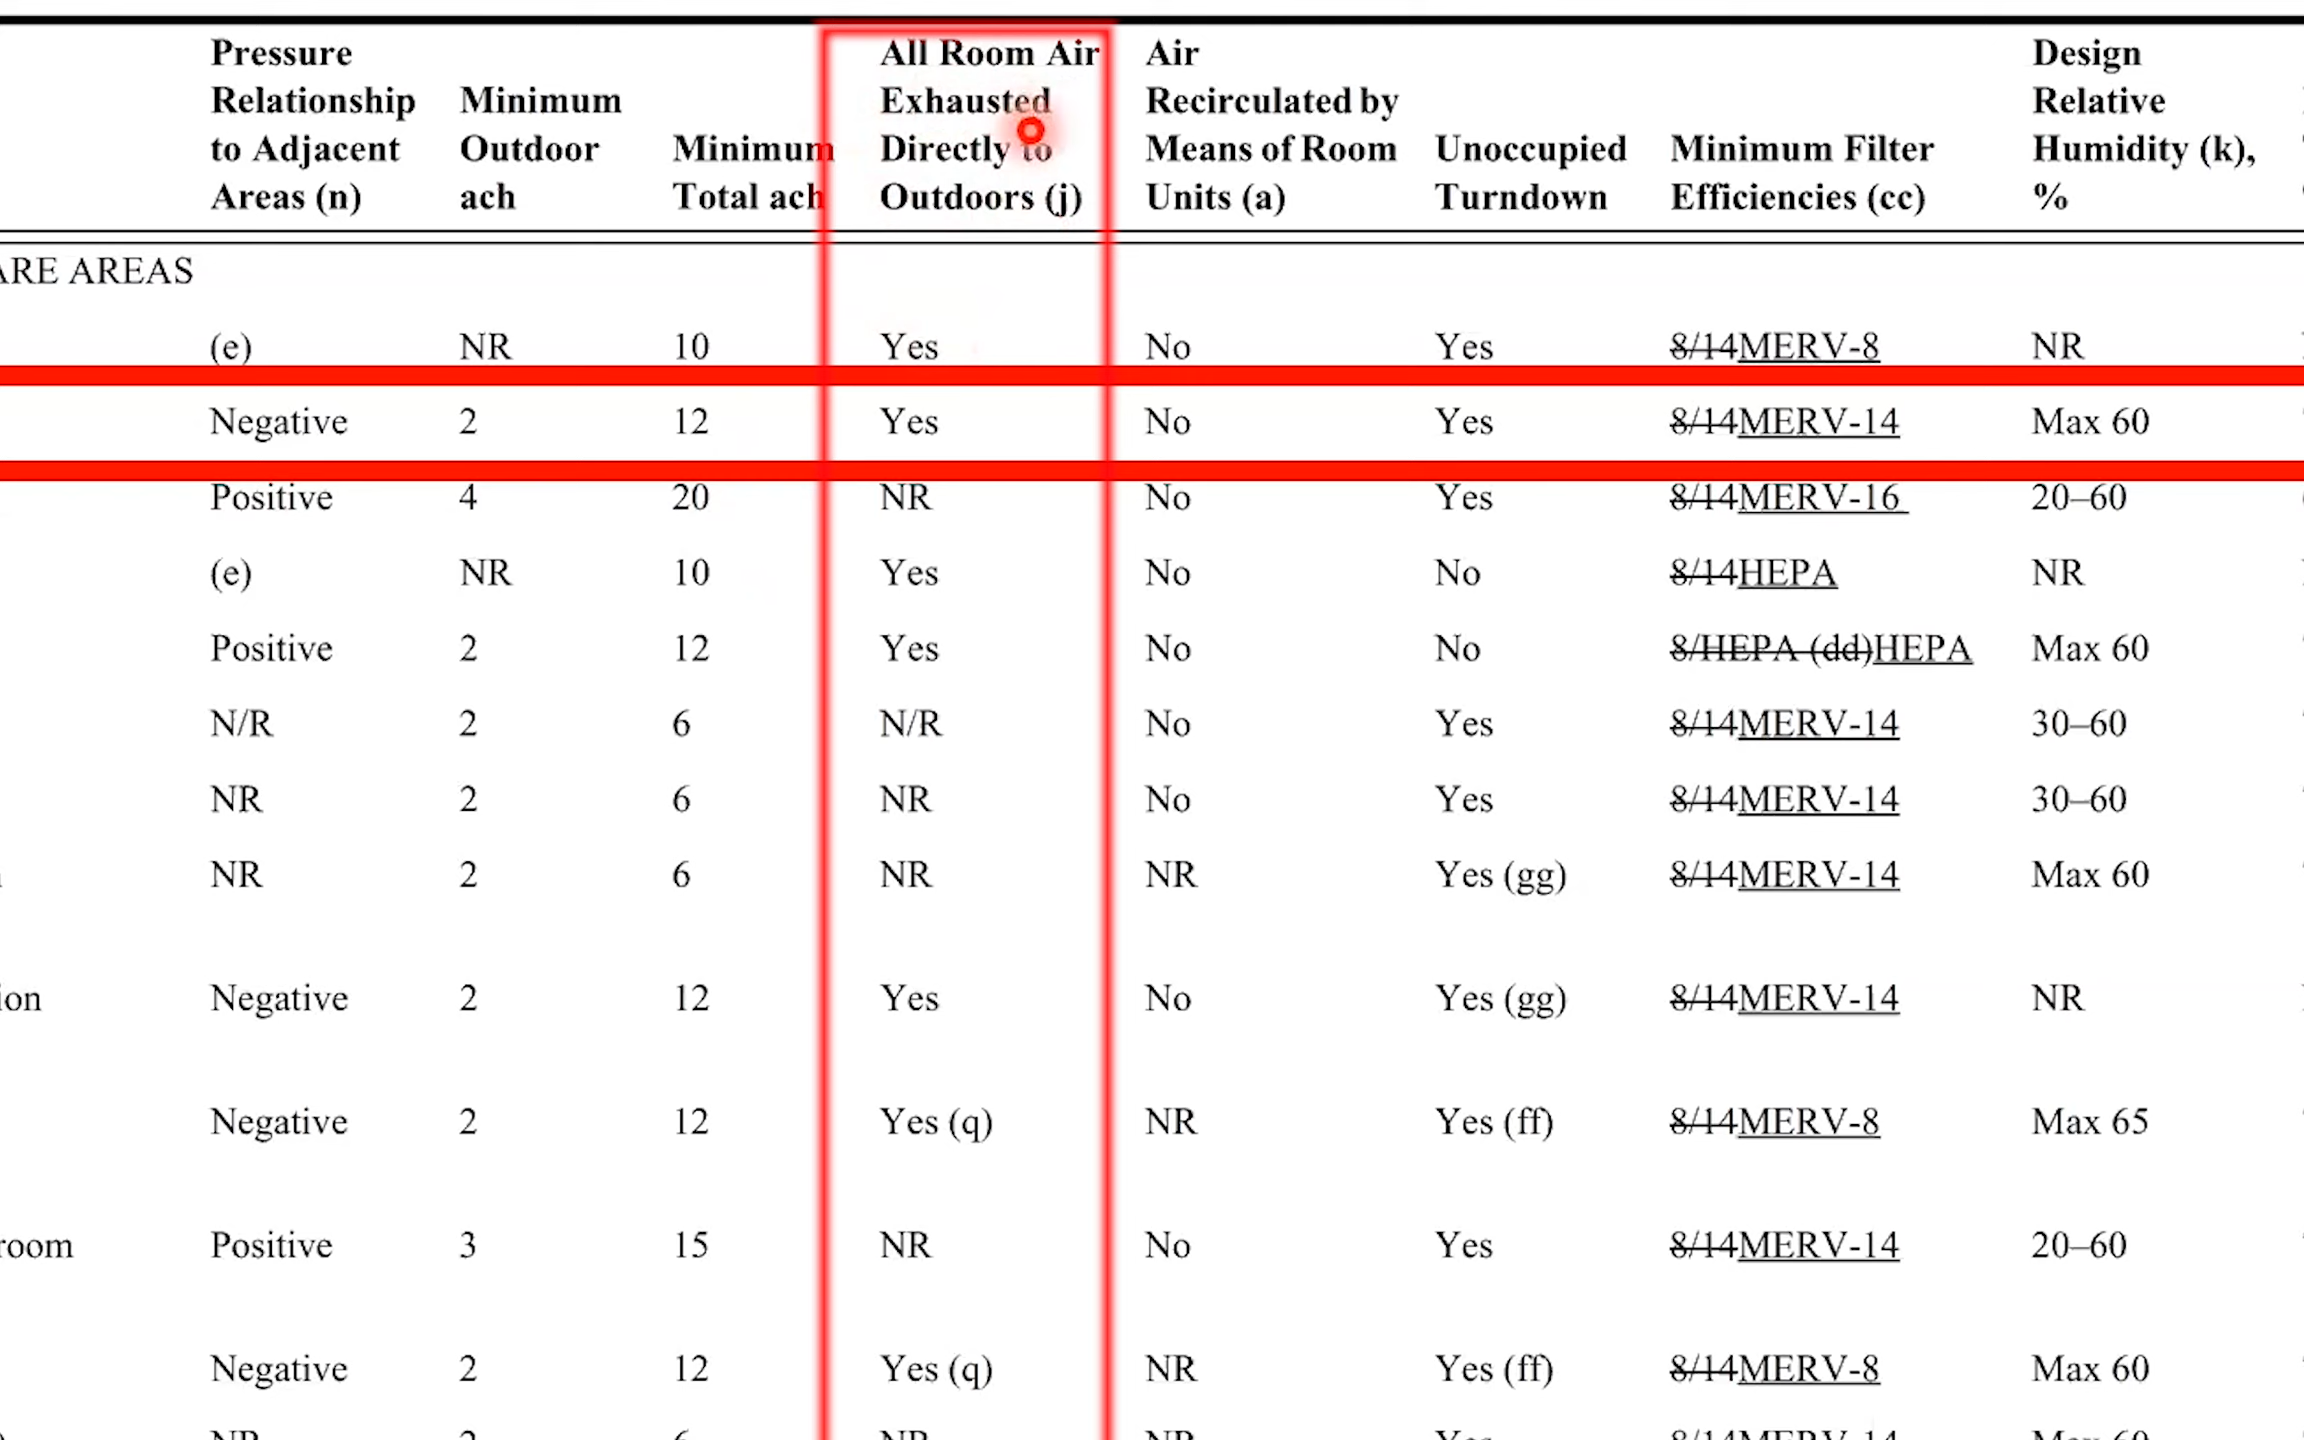 Pressure Relationship to Adjacent Areas (n) | Minimum Outdoor ach | Minimum Total ach | All Room Air Exhausted Directly to Outdoors (j) | Air Recirculated by Means of Room Units (a) | Unoccupied Turndown | Minimum Filter Efficiencies (cc) | Design Relative Humidity (k), %
ARE AREAS
(e) NR 10 Yes No Yes 8/14MERV-8 NR
Negative 2 12 Yes No Yes 8/14MERV-14 Max 60
Positive 4 20 NR No Yes 8/14MERV-16 20–60
(e) NR 10 Yes No No 8/14HEPA NR
Positive 2 12 Yes No No 8/HEPA (dd)HEPA Max 60
N/R 2 6 N/R No Yes 8/14MERV-14 30–60
NR 2 6 NR No Yes 8/14MERV-14 30–60
NR 2 6 NR NR Yes (gg) 8/14MERV-14 Max 60
ion Negative 2 12 Yes No Yes (gg) 8/14MERV-14 NR
Negative 2 12 Yes (q) NR Yes (ff) 8/14MERV-8 Max 65
room Positive 3 15 NR No Yes 8/14MERV-14 20–60
Negative 2 12 Yes (q) NR Yes (ff) 8/14MERV-8 Max 60